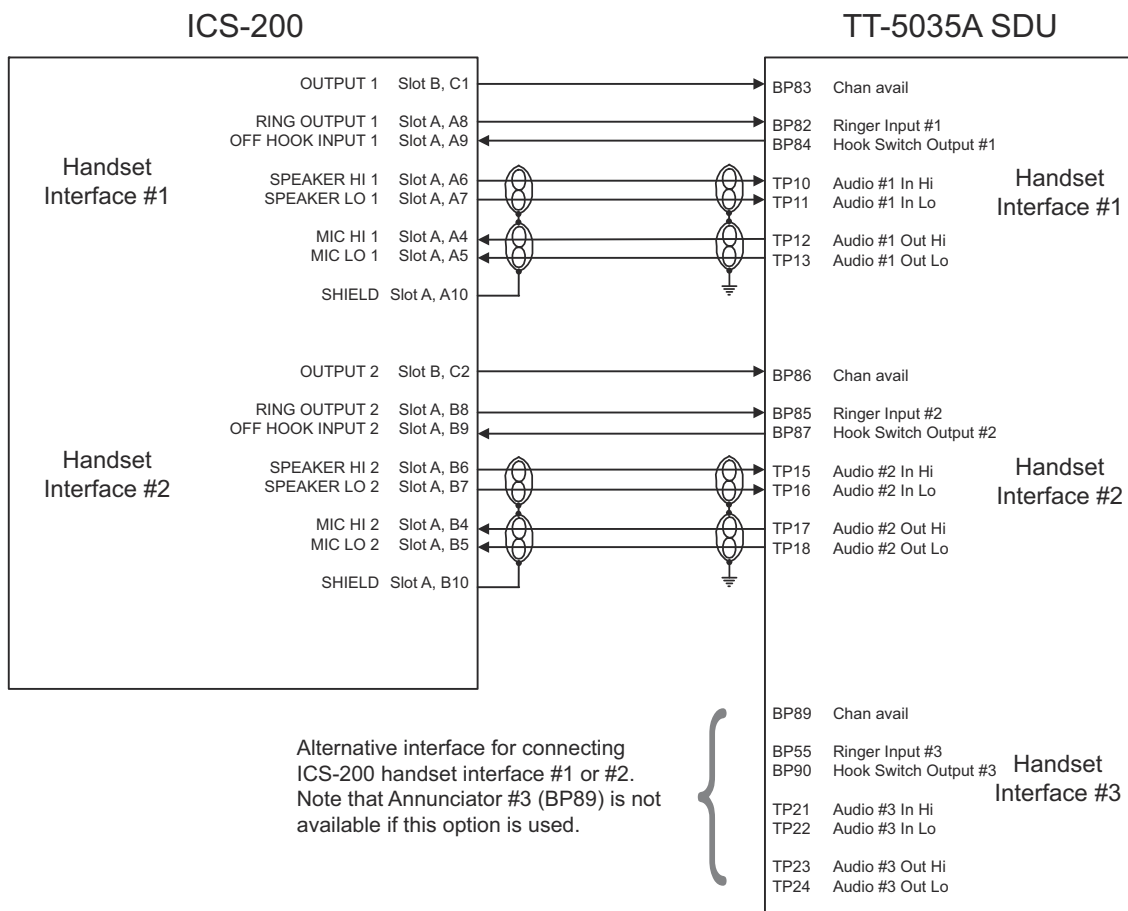 ICS-200
TT-5035A SDU
Handset
Interface #1
OUTPUT 1 Slot B, C1
RING OUTPUT 1 Slot A, A8
OFF HOOK INPUT 1 Slot A, A9
SPEAKER HI 1 Slot A, A6
SPEAKER LO 1 Slot A, A7
MIC HI 1 Slot A, A4
MIC LO 1 Slot A, A5
SHIELD Slot A, A10
BP83 Chan avail
BP82 Ringer Input #1
BP84 Hook Switch Output #1
TP10 Audio #1 In Hi
TP11 Audio #1 In Lo
TP12 Audio #1 Out Hi
TP13 Audio #1 Out Lo
Handset
Interface #1
Handset
Interface #2
OUTPUT 2 Slot B, C2
RING OUTPUT 2 Slot A, B8
OFF HOOK INPUT 2 Slot A, B9
SPEAKER HI 2 Slot A, B6
SPEAKER LO 2 Slot A, B7
MIC HI 2 Slot A, B4
MIC LO 2 Slot A, B5
SHIELD Slot A, B10
BP86 Chan avail
BP85 Ringer Input #2
BP87 Hook Switch Output #2
TP15 Audio #2 In Hi
TP16 Audio #2 In Lo
TP17 Audio #2 Out Hi
TP18 Audio #2 Out Lo
Handset
Interface #2
Alternative interface for connecting
ICS-200 handset interface #1 or #2.
Note that Annunciator #3 (BP89) is not
available if this option is used.
BP89 Chan avail
BP55 Ringer Input #3
BP90 Hook Switch Output #3
TP21 Audio #3 In Hi
TP22 Audio #3 In Lo
TP23 Audio #3 Out Hi
TP24 Audio #3 Out Lo
Handset
Interface #3